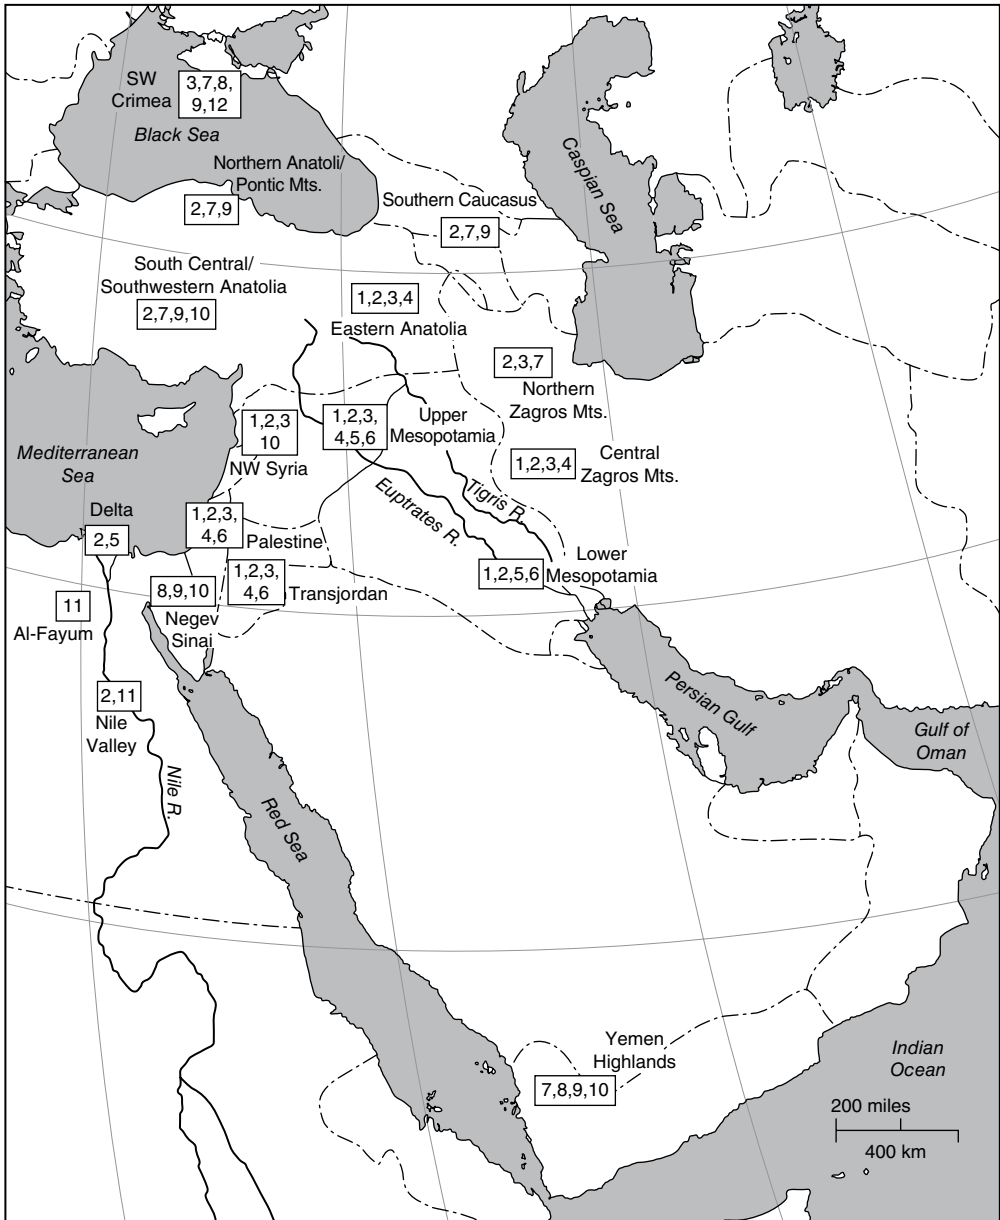 SW
Crimea
3,7,8,
9,12
Black Sea
Northern Anatoli/
Pontic Mts.
2,7,9
Caspian Sea
Southern Caucasus
2,7,9
South Central/
Southwestern Anatolia
2,7,9,10
1,2,3,4
Eastern Anatolia
2,3,7
Northern
Zagros Mts.
1,2,3
10
NW Syria
1,2,3,
4,5,6
Upper
Mesopotamia
Mediterranean
Sea
1,2,3,4
Central
Zagros Mts.
Euptrates R.
Tigris R.
Delta
2,5
1,2,3,
4,6
Palestine
1,2,5,6
Lower
Mesopotamia
1,2,3,
4,6
Transjordan
8,9,10
Negev
Sinai
11
Al-Fayum
2,11
Nile
Valley
Nile R.
Persian Gulf
Gulf of
Oman
Red Sea
Yemen
Highlands
7,8,9,10
Indian
Ocean
200 miles
400 km